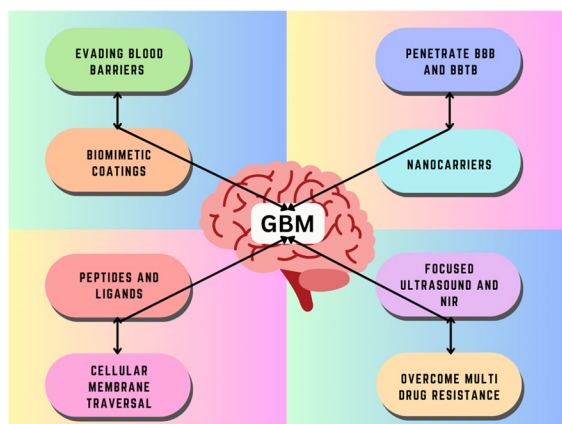 EVADING BLOOD
BARRIERS
PENETRATE BBB
AND BBTB
BIOMIMETIC
COATINGS
NANOCARRIERS
GBM
PEPTIDES AND
LIGANDS
FOCUSED
ULTRASOUND AND
NIR
CELLULAR
MEMBRANE
TRAVERSAL
OVERCOME MULTI
DRUG RESISTANCE